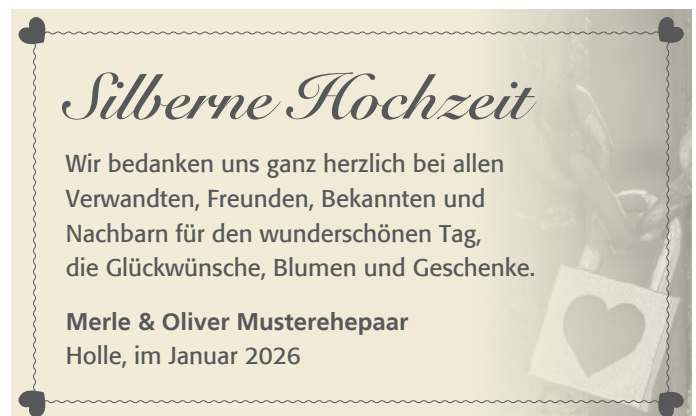 Silberne Hochzeit
Wir bedanken uns ganz herzlich bei allen
Verwandten, Freunden, Bekannten und
Nachbarn für den wunderschönen Tag,
die Glückwünsche, Blumen und Geschenke.
Merle & Oliver Musterehepaar
Holle, im Januar 2026